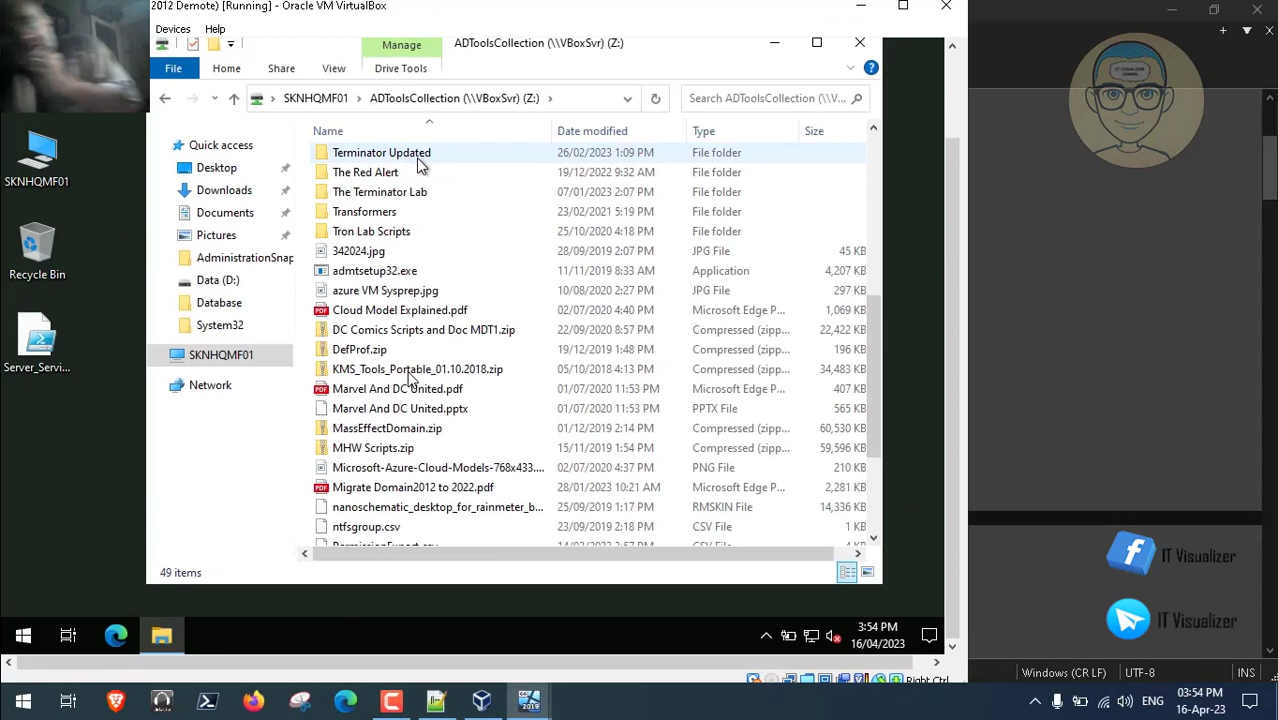 2012 Demote) [Running] - Oracle VM VirtualBox
Devices Help
Manage ADToolsCollection (\\VBoxSvr) (Z:)
File Home Share View Drive Tools
SKNHQMF01 > ADToolsCollection (\\VBoxSvr) (Z:) > Search ADToolsCollection (\\V...
IT VISUALIZER
CHANNEL
Name Date modified Type Size
Quick access
Desktop
Downloads
Documents
Pictures
AdministrationSnap
Data (D:)
Database
System32
SKNHQMF01
Network
SKNHQMF01
Recycle Bin
Server_Servi...
Terminator Updated 26/02/2023 1:09 PM File folder
The Red Alert 19/12/2022 9:32 AM File folder
The Terminator Lab 07/01/2023 2:07 PM File folder
Transformers 23/02/2021 5:19 PM File folder
Tron Lab Scripts 25/10/2020 4:18 PM File folder
342024.jpg 28/09/2019 2:07 PM JPG File 45 KB
admtsetup32.exe 11/11/2019 8:33 AM Application 4,207 KB
azure VM Sysprep.jpg 10/08/2020 2:27 PM JPG File 297 KB
Cloud Model Explained.pdf 02/07/2020 4:40 PM Microsoft Edge P... 1,069 KB
DC Comics Scripts and Doc MDT1.zip 22/09/2020 8:57 PM Compressed (zipp... 22,422 KB
DefProf.zip 19/12/2019 1:48 PM Compressed (zipp... 196 KB
KMS_Tools_Portable_01.10.2018.zip 05/10/2018 4:13 PM Compressed (zipp... 34,483 KB
Marvel And DC United.pdf 01/07/2020 11:53 PM Microsoft Edge P... 407 KB
Marvel And DC United.pptx 01/07/2020 11:53 PM PPTX File 565 KB
MassEffectDomain.zip 01/12/2019 2:14 PM Compressed (zipp... 60,530 KB
MHW Scripts.zip 15/11/2019 1:54 PM Compressed (zipp... 59,596 KB
Microsoft-Azure-Cloud-Models-768x433.... 02/07/2020 4:37 PM PNG File 210 KB
Migrate Domain2012 to 2022.pdf 28/01/2023 10:21 AM Microsoft Edge P... 2,281 KB
nanoschematic_desktop_for_rainmeter_b... 25/09/2019 1:17 PM RMSKIN File 14,336 KB
ntfsgroup.csv 23/09/2019 2:18 PM CSV File 1 KB
49 items
IT Visualizer
IT Visualizer
3:54 PM
16/04/2023
Right Ctrl
Windows (CR LF) UTF-8 INS
2019
ENG 03:54 PM
16-Apr-23